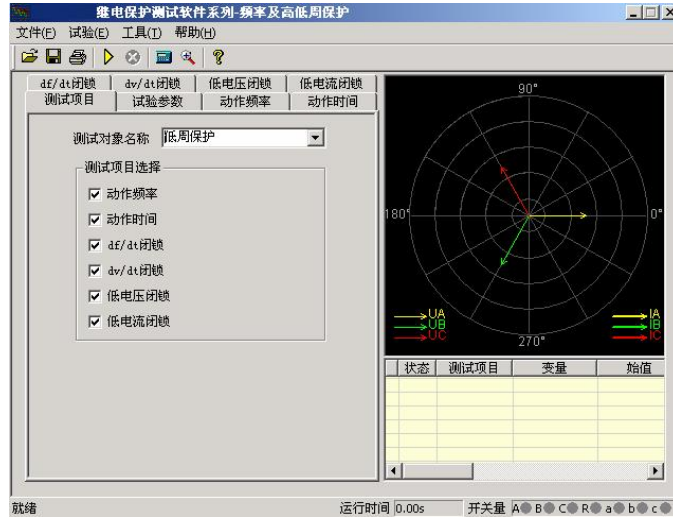 继电保护测试软件系列-频率及高低周保护
文件(F) 试验(E) 工具(T) 帮助(H)
df/dt闭锁 dv/dt闭锁 低电压闭锁 低电流闭锁
测试项目 试验参数 动作频率 动作时间
测试对象名称 低周保护
测试项目选择
动作频率
动作时间
df/dt闭锁
dv/dt闭锁
低电压闭锁
低电流闭锁
90°
180°
0°
270°
UA
UB
UC
IA
IB
IC
状态 测试项目 变量 始值
就绪 运行时间 0.00s 开关量 A B C R a b c